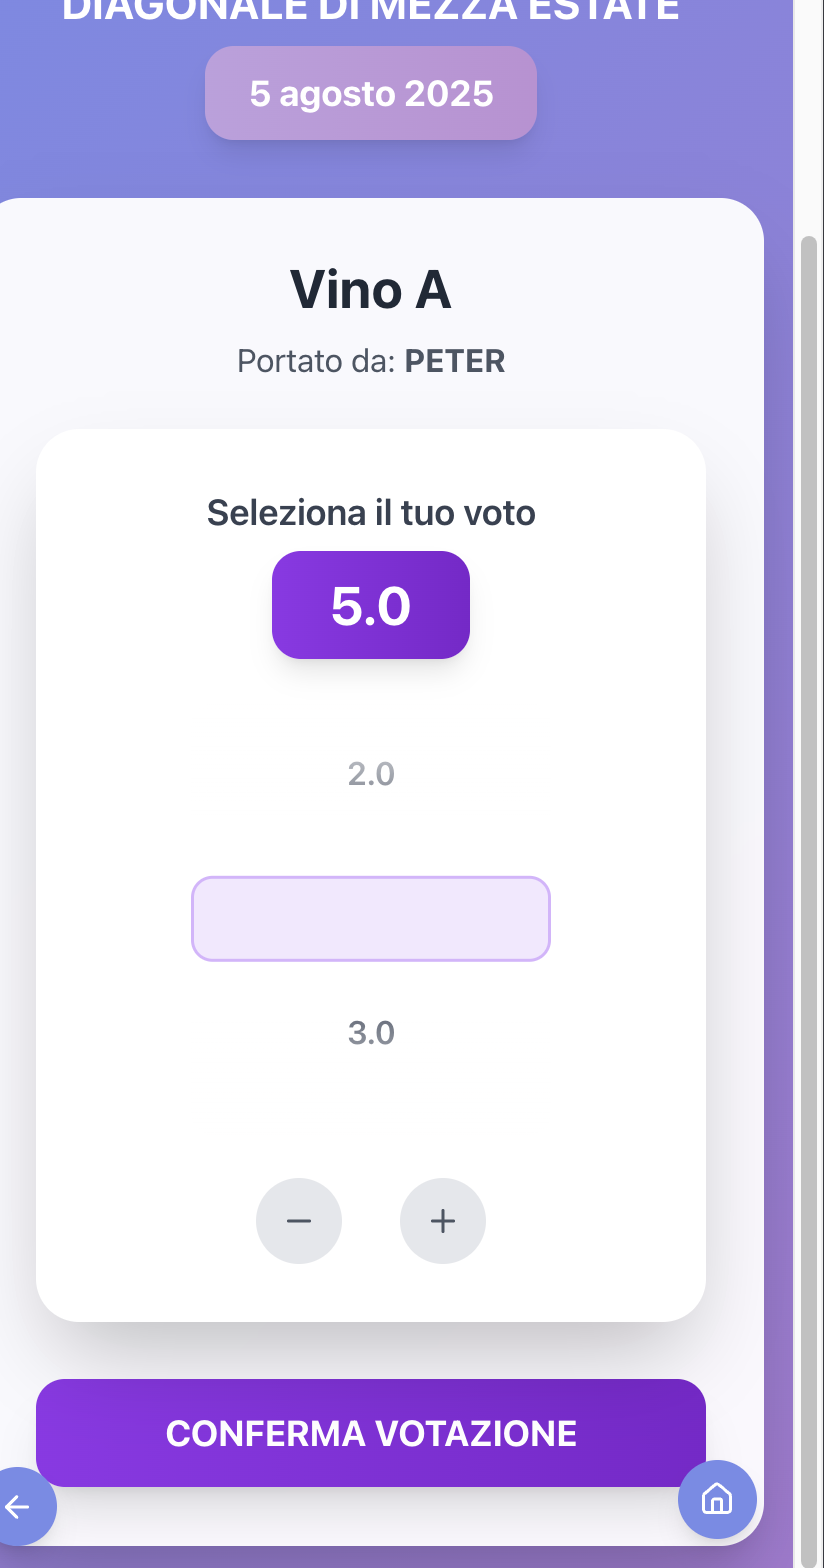 DIAGONALE DI MEZZA ESTATE
5 agosto 2025
Vino A
Portato da: PETER
Seleziona il tuo voto
5.0
2.0
3.0
CONFERMA VOTAZIONE